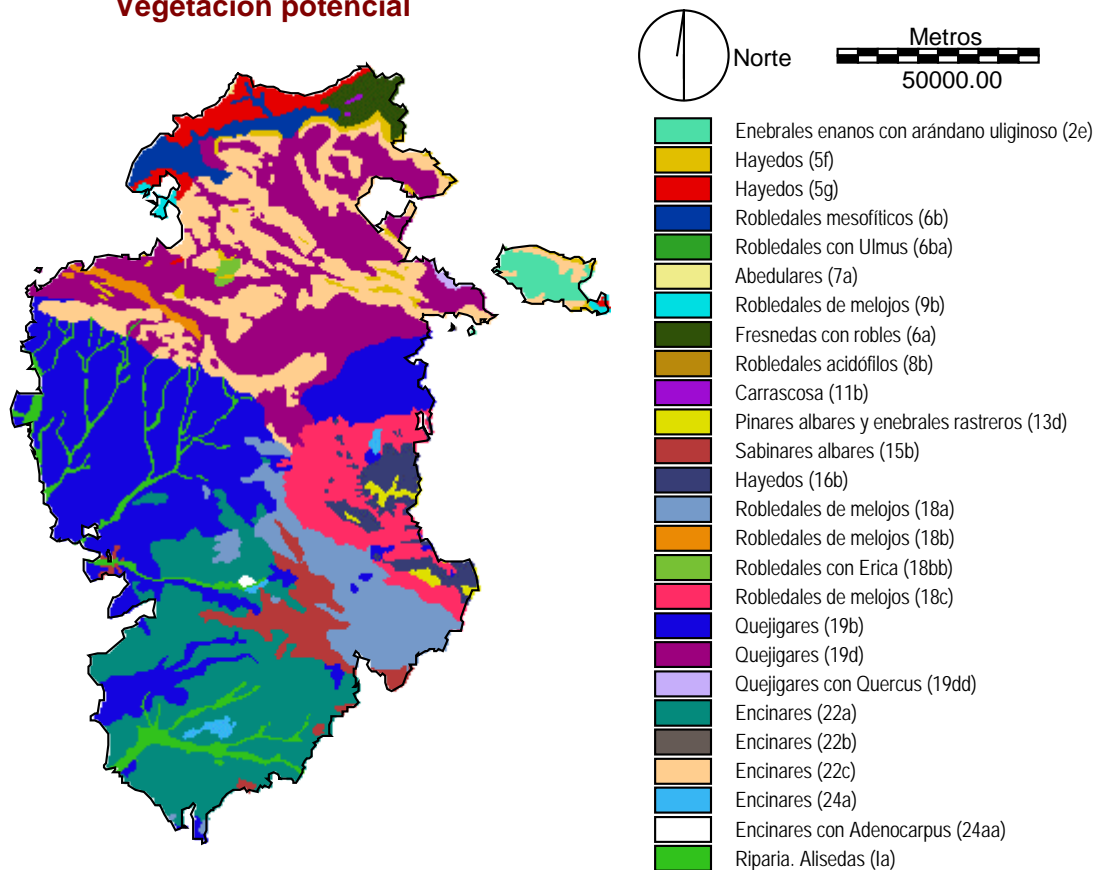 Vegetación potencial
Norte
Metros
50000.00
Enebrales enanos con arándano uliginoso (2e)
Hayedos (5f)
Hayedos (5g)
Robledales mesofíticos (6b)
Robledales con Ulmus (6ba)
Abedulares (7a)
Robledales de melojos (9b)
Fresnedas con robles (6a)
Robledales acidófilos (8b)
Carrascosa (11b)
Pinares albares y enebrales rastreros (13d)
Sabinares albares (15b)
Hayedos (16b)
Robledales de melojos (18a)
Robledales de melojos (18b)
Robledales con Erica (18bb)
Robledales de melojos (18c)
Quejigares (19b)
Quejigares (19d)
Quejigares con Quercus (19dd)
Encinares (22a)
Encinares (22b)
Encinares (22c)
Encinares (24a)
Encinares con Adenocarpus (24aa)
Riparia. Alisedas (Ia)